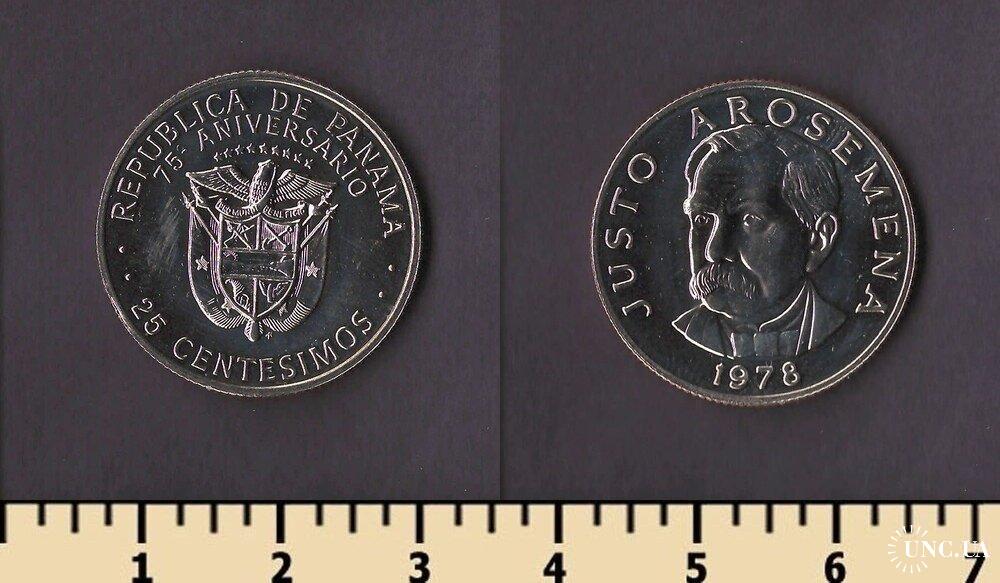 REPUBLICA DE PANAMA
75º ANIVERSARIO
PRO MUNDI BENEFICIO
25 CENTESIMOS
JUSTO AROSEMENA
1978
1 2 3 4 5 6 7
UNC.UA